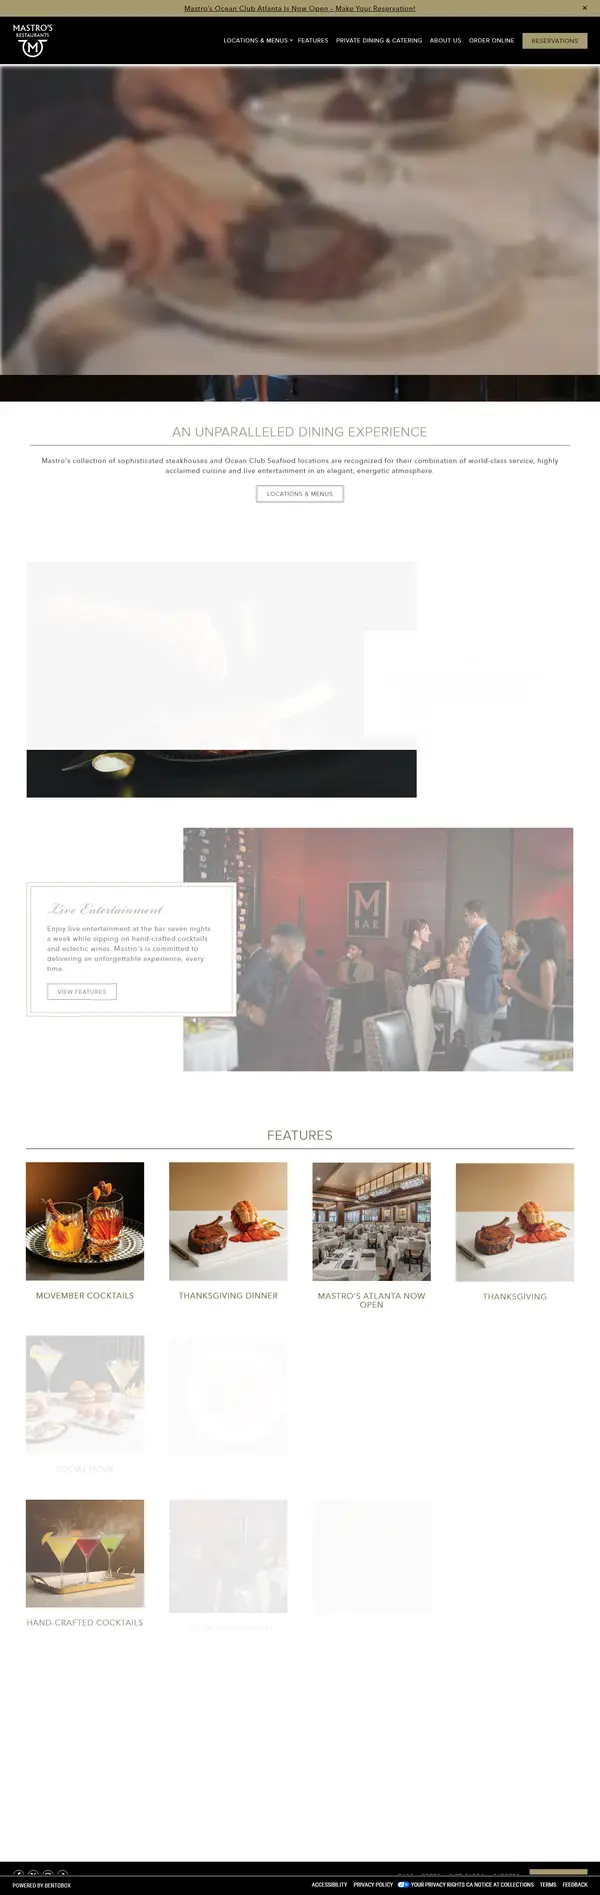 Mastro's Ocean Club Atlanta Is Now Open – Make Your Reservation!
×
MASTRO'S
RESTAURANTS
M
LOCATIONS & MENUS
FEATURES
PRIVATE DINING & CATERING
ABOUT US
ORDER ONLINE
RESERVATIONS
AN UNPARALLELED DINING EXPERIENCE
Mastro's collection of sophisticated steakhouses and Ocean Club Seafood locations are recognized for their combination of world-class service, highly
acclaimed cuisine and live entertainment in an elegant, energetic atmosphere.
LOCATIONS & MENUS
M
BAR
Live Entertainment
Enjoy live entertainment at the bar seven nights
a week while sipping on hand-crafted cocktails
and eclectic wines. Mastro's is committed to
delivering an unforgettable experience, every
time.
VIEW FEATURES
FEATURES
MOVEMBER COCKTAILS
THANKSGIVING DINNER
MASTRO'S ATLANTA NOW
OPEN
THANKSGIVING
SOCIAL HOUR
HAND-CRAFTED COCKTAILS
POWERED BY BENTOBOX
ACCESSIBILITY
PRIVACY POLICY
YOUR PRIVACY RIGHTS
CA NOTICE AT COLLECTIONS
TERMS
FEEDBACK